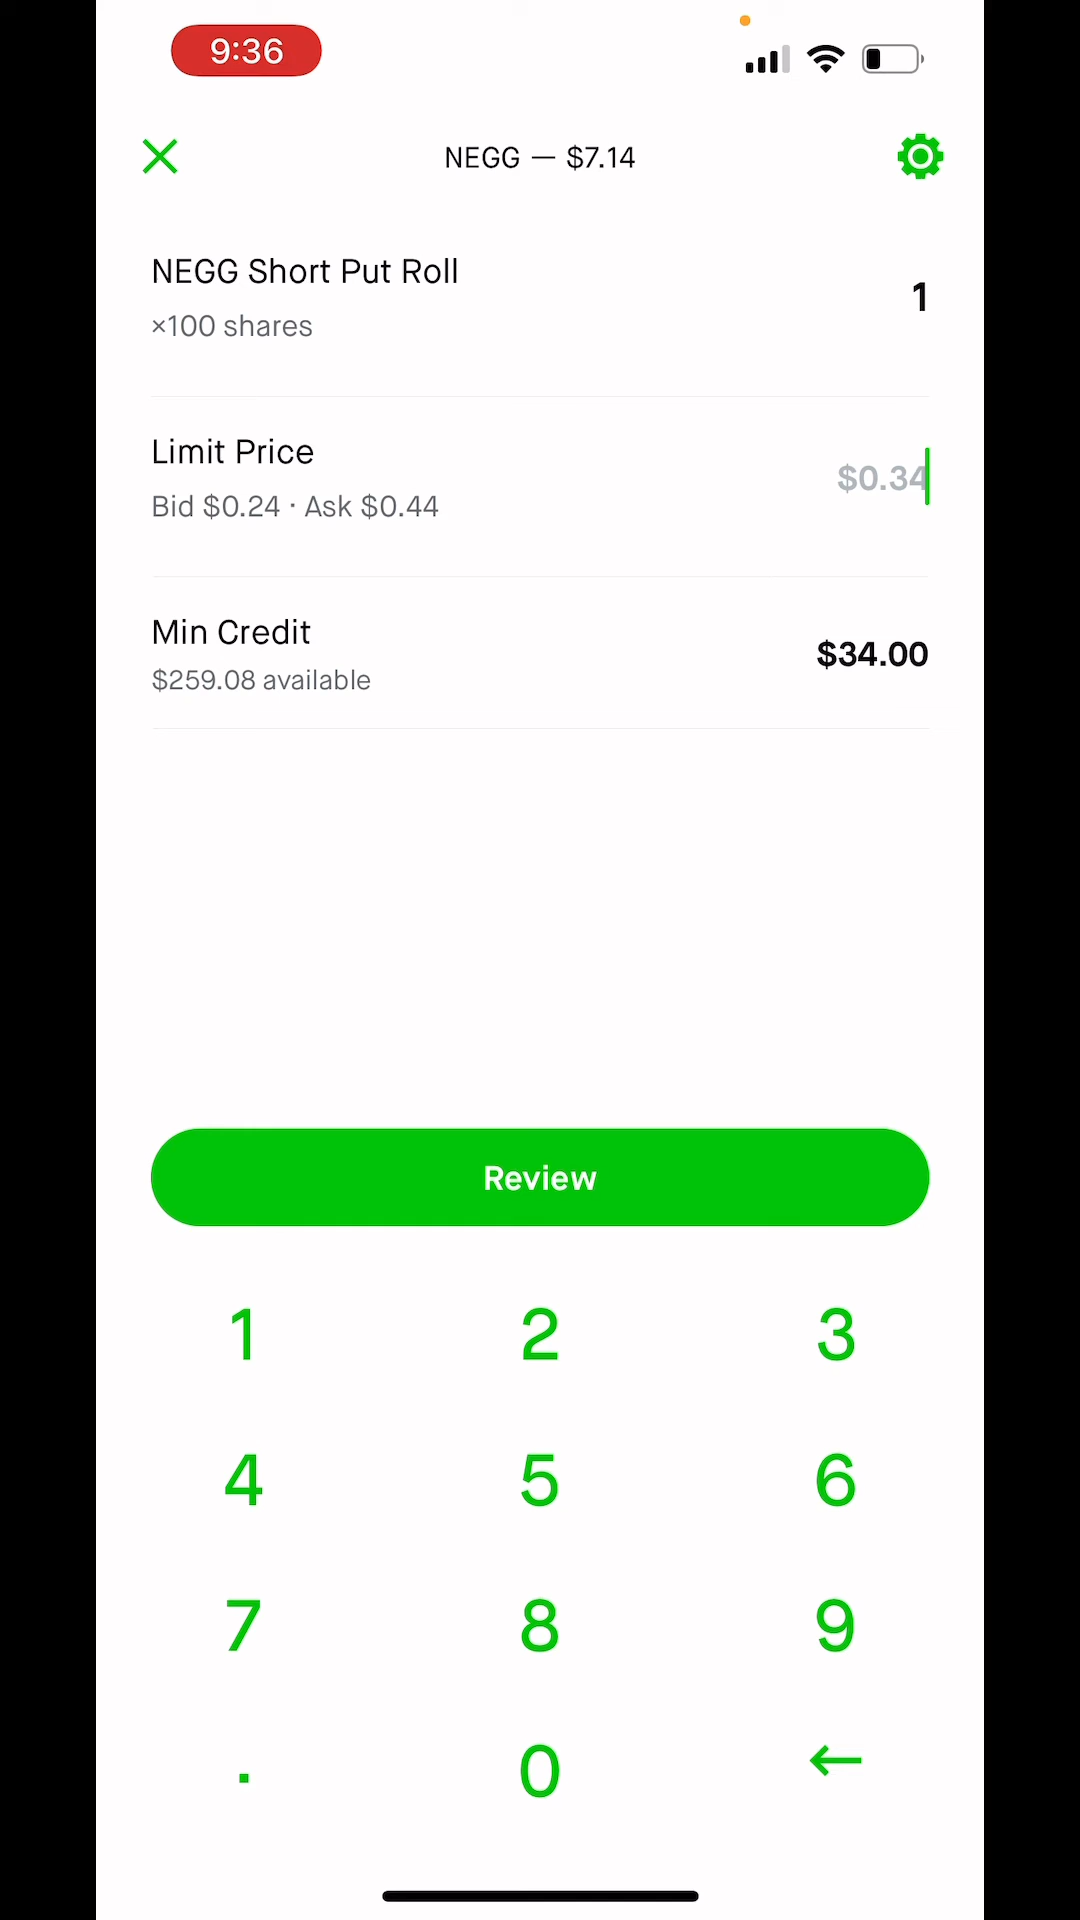 9:36
NEGG — $7.14
NEGG Short Put Roll
1
×100 shares
Limit Price
$0.34
Bid $0.24 · Ask $0.44
Min Credit
$34.00
$259.08 available
Review
1 2 3
4 5 6
7 8 9
. 0